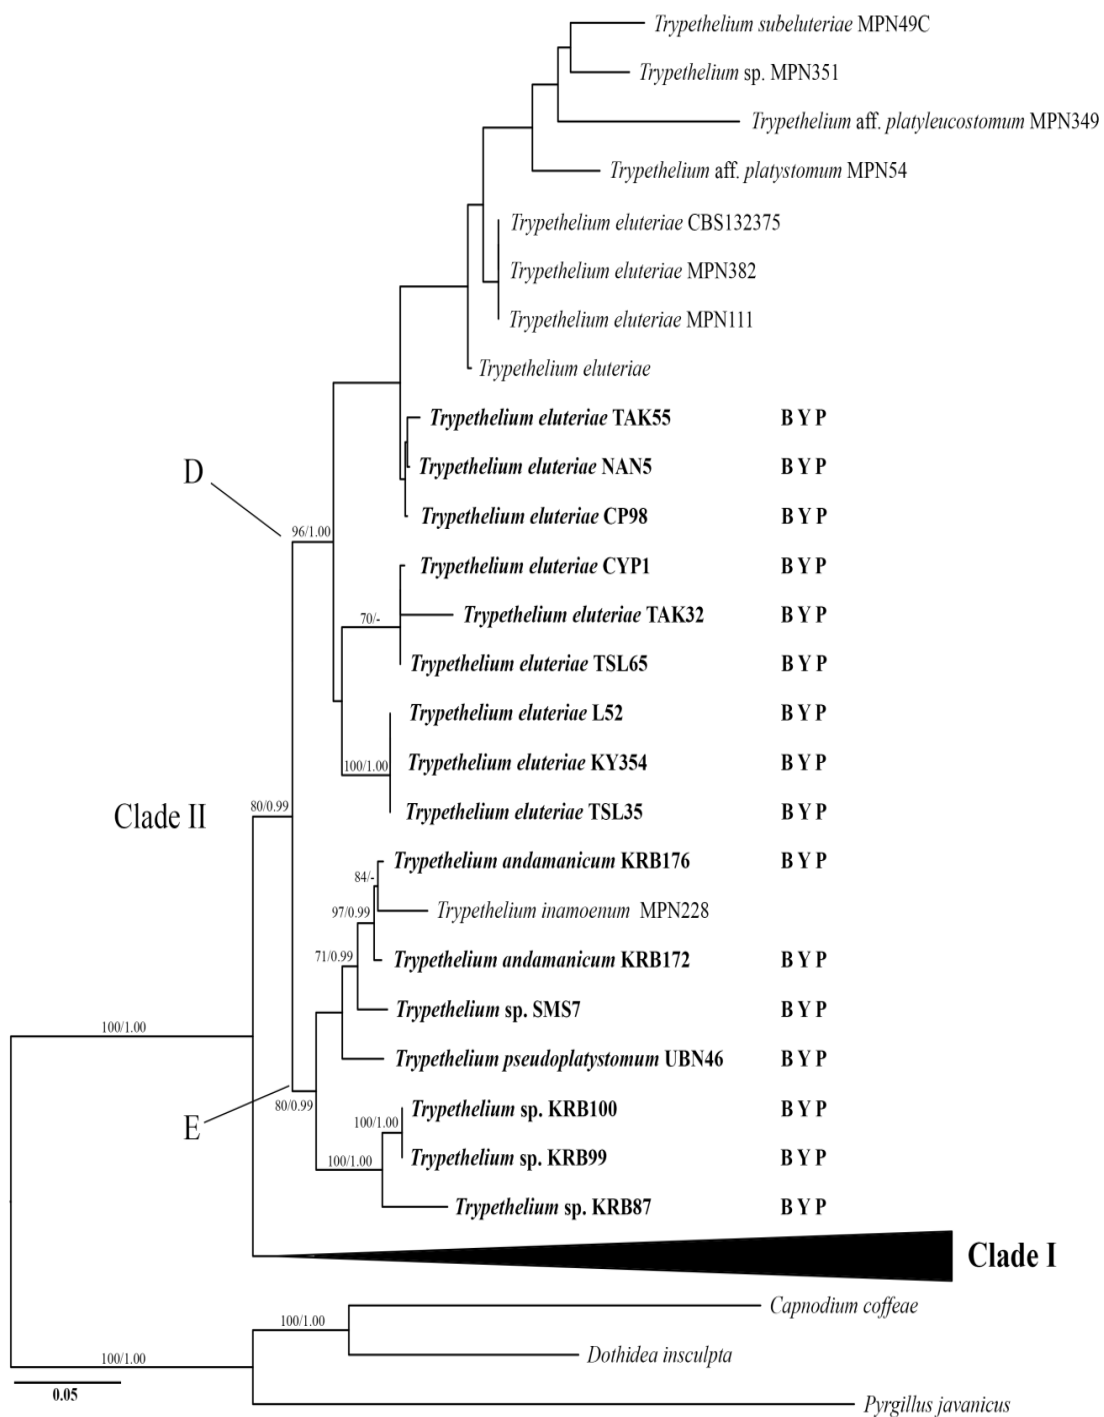 Trypethelium subeluteriae MPN49C
Trypethelium sp. MPN351
Trypethelium aff. platyleucostomum MPN349
Trypethelium aff. platystomum MPN54
Trypethelium eluteriae CBS132375
Trypethelium eluteriae MPN382
Trypethelium eluteriae MPN111
Trypethelium eluteriae
Trypethelium eluteriae TAK55 B Y P
D
Trypethelium eluteriae NAN5 B Y P
Trypethelium eluteriae CP98 B Y P
96/1.00
Trypethelium eluteriae CYP1 B Y P
Trypethelium eluteriae TAK32 B Y P
70/-
Trypethelium eluteriae TSL65 B Y P
Trypethelium eluteriae L52 B Y P
Trypethelium eluteriae KY354 B Y P
100/1.00
80/0.99
Trypethelium eluteriae TSL35 B Y P
Clade II
Trypethelium andamanicum KRB176 B Y P
84/-
Trypethelium inamoenum MPN228
97/0.99
Trypethelium andamanicum KRB172 B Y P
71/0.99
Trypethelium sp. SMS7 B Y P
100/1.00
Trypethelium pseudoplatystomum UBN46 B Y P
80/0.99
Trypethelium sp. KRB100 B Y P
E
100/1.00
Trypethelium sp. KRB99 B Y P
100/1.00
Trypethelium sp. KRB87 B Y P
Clade I
Capnodium coffeae
100/1.00
Dothidea insculpta
100/1.00
0.05
Pyrgillus javanicus